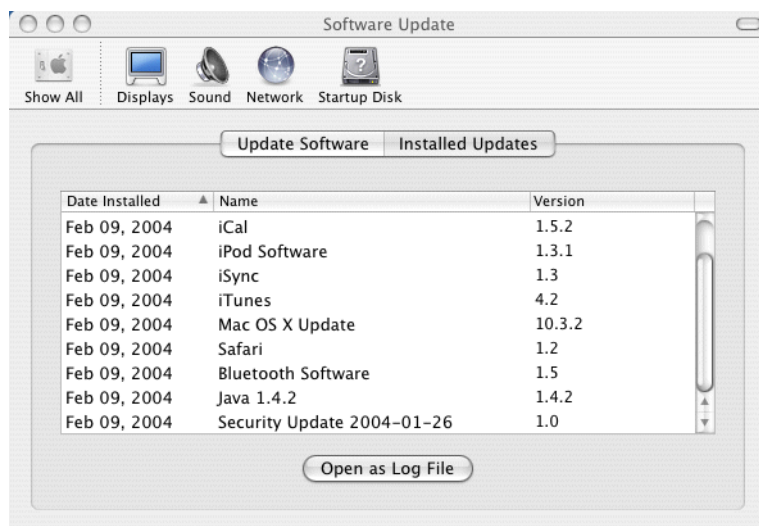 Software Update
Show All Displays Sound Network Startup Disk
Update Software Installed Updates
Date Installed Name Version
Feb 09, 2004 iCal 1.5.2
Feb 09, 2004 iPod Software 1.3.1
Feb 09, 2004 iSync 1.3
Feb 09, 2004 iTunes 4.2
Feb 09, 2004 Mac OS X Update 10.3.2
Feb 09, 2004 Safari 1.2
Feb 09, 2004 Bluetooth Software 1.5
Feb 09, 2004 Java 1.4.2 1.4.2
Feb 09, 2004 Security Update 2004-01-26 1.0
Open as Log File